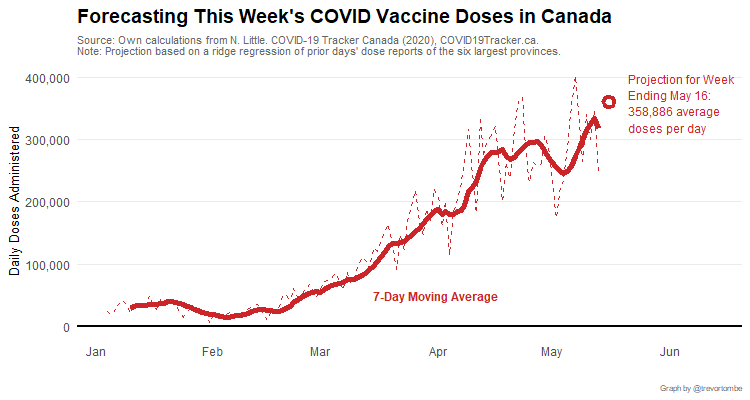 Forecasting This Week's COVID Vaccine Doses in Canada
Source: Own calculations from N. Little. COVID-19 Tracker Canada (2020), COVID19Tracker.ca.
Note: Projection based on a ridge regression of prior days' dose reports of the six largest provinces.
400,000
300,000
200,000
100,000
0
Daily Doses Administered
Projection for Week
Ending May 16:
358,886 average
doses per day
7-Day Moving Average
Jan Feb Mar Apr May Jun
Graph by @trevortombe